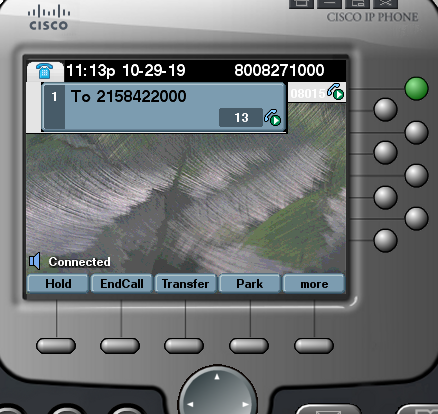 CISCO
CISCO IP PHONE
11:13p 10-29-19 8008271000
1 To 2158422000
13
Connected
Hold EndCall Transfer Park more